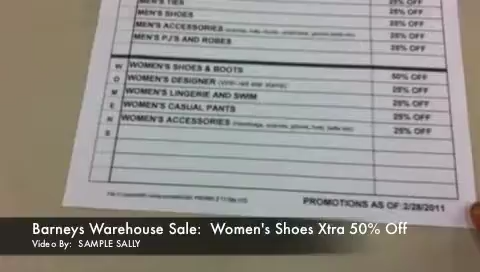 MEN'S TIES 25% OFF
MEN'S SHOES 25% OFF
MEN'S ACCESSORIES 25% OFF
MEN'S PJ'S AND ROBES 25% OFF
WOMENS
WOMEN'S SHOES & BOOTS 50% OFF
WOMEN'S DESIGNER 25% OFF
WOMEN'S LINGERIE AND SWIM 25% OFF
WOMEN'S CASUAL PANTS 25% OFF
WOMEN'S ACCESSORIES 25% OFF
PROMOTIONS AS OF:2/28/2011
Barneys Warehouse Sale: Women's Shoes Xtra 50% Off
Video By: SAMPLE SALLY